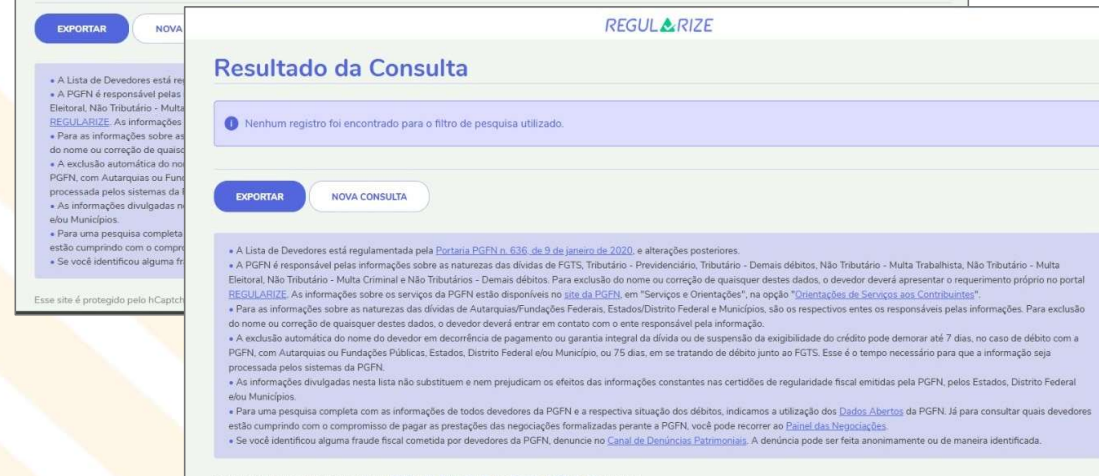 EXPORTAR
NOVA
• A Lista de Devedores está
• A PGFN é responsável pelas
Eleitoral, Não Tributário - Multa
REGULARIZE. As informações
• Para as informações sobre as
do nome ou correção de
• A exclusão automática do
PGFN, com Autarquias ou
processada pelos sistemas da
• As informações divulgadas
e/ou Municípios.
• Para uma pesquisa completa
estão cumprindo com o
• Se você identificou alguma
Esse site é protegido pelo
REGULARIZE
Resultado da Consulta
Nenhum registro foi encontrado para o filtro de pesquisa utilizado.
EXPORTAR
NOVA CONSULTA
• A Lista de Devedores está regulamentada pela Portaria PGFN n. 636, de 9 de janeiro de 2020, e alterações posteriores.
• A PGFN é responsável pelas informações sobre as naturezas das dívidas de FGTS, Tributário - Previdenciário, Tributário - Demais débitos, Não Tributário - Multa Trabalhista, Não Tributário - Multa
Eleitoral, Não Tributário - Multa Criminal e Não Tributários - Demais débitos. Para exclusão do nome ou correção de quaisquer destes dados, o devedor deverá apresentar o requerimento próprio no portal
REGULARIZE. As informações sobre os serviços da PGFN estão disponíveis no site da PGFN, em "Serviços e Orientações", na opção "Orientações de Serviços aos Contribuintes".
• Para as informações sobre as naturezas das dívidas de Autarquias/Fundações Federais, Estados/Distrito Federal e Municípios, são os respectivos entes os responsáveis pelas informações. Para exclusão
do nome ou correção de quaisquer destes dados, o devedor deverá entrar em contato com o ente responsável pela informação.
• A exclusão automática do nome do devedor em decorrência de pagamento ou garantia integral da dívida ou de suspensão da exigibilidade do crédito pode demorar até 7 dias, no caso de débito com a
PGFN, com Autarquias ou Fundações Públicas, Estados, Distrito Federal e/ou Município, ou 75 dias, em se tratando de débito junto ao FGTS. Esse é o tempo necessário para que a informação seja
processada pelos sistemas da PGFN.
• As informações divulgadas nesta lista não substituem e nem prejudicam os efeitos das informações constantes nas certidões de regularidade fiscal emitidas pela PGFN, pelos Estados, Distrito Federal
e/ou Municípios.
• Para uma pesquisa completa com as informações de todos devedores da PGFN e a respectiva situação dos débitos, indicamos a utilização dos Dados Abertos da PGFN. Já para consultar quais devedores
estão cumprindo com o compromisso de pagar as prestações das negociações formalizadas perante a PGFN, você pode recorrer ao Painel das Negociações.
• Se você identificou alguma fraude fiscal cometida por devedores da PGFN, denuncie no Canal de Denúncias Patrimoniais. A denúncia pode ser feita anonimamente ou de maneira identificada.